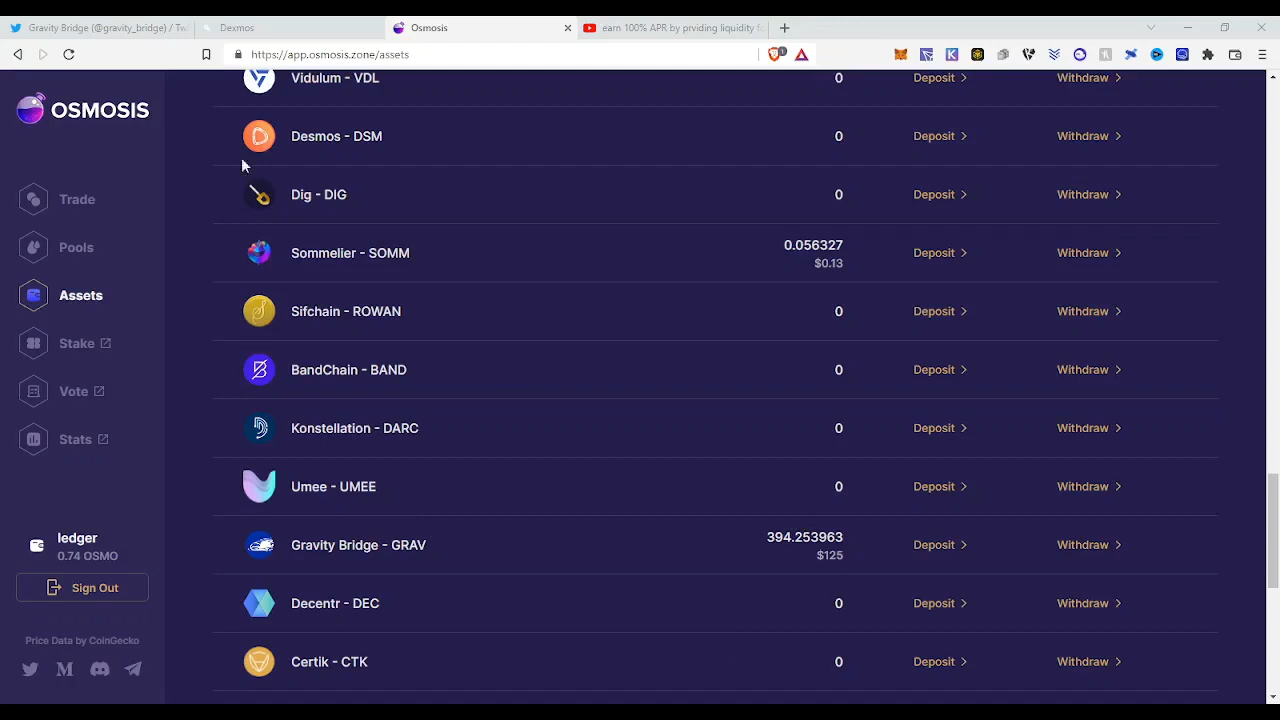 Gravity Bridge (@gravity_bridge) / Tw
Dexmos
Osmosis
earn 100% APR by prviding liquidity fo
https://app.osmosis.zone/assets
OSMOSIS
Trade
Pools
Assets
Stake
Vote
Stats
ledger
0.74 OSMO
Sign Out
Price Data by CoinGecko
Vidulum - VDL 0 Deposit Withdraw
Desmos - DSM 0 Deposit Withdraw
Dig - DIG 0 Deposit Withdraw
Sommelier - SOMM 0.056327 Deposit Withdraw
$0.13
Sifchain - ROWAN 0 Deposit Withdraw
BandChain - BAND 0 Deposit Withdraw
Konstellation - DARC 0 Deposit Withdraw
Umee - UMEE 0 Deposit Withdraw
Gravity Bridge - GRAV 394.253963 Deposit Withdraw
$125
Decentr - DEC 0 Deposit Withdraw
Certik - CTK 0 Deposit Withdraw